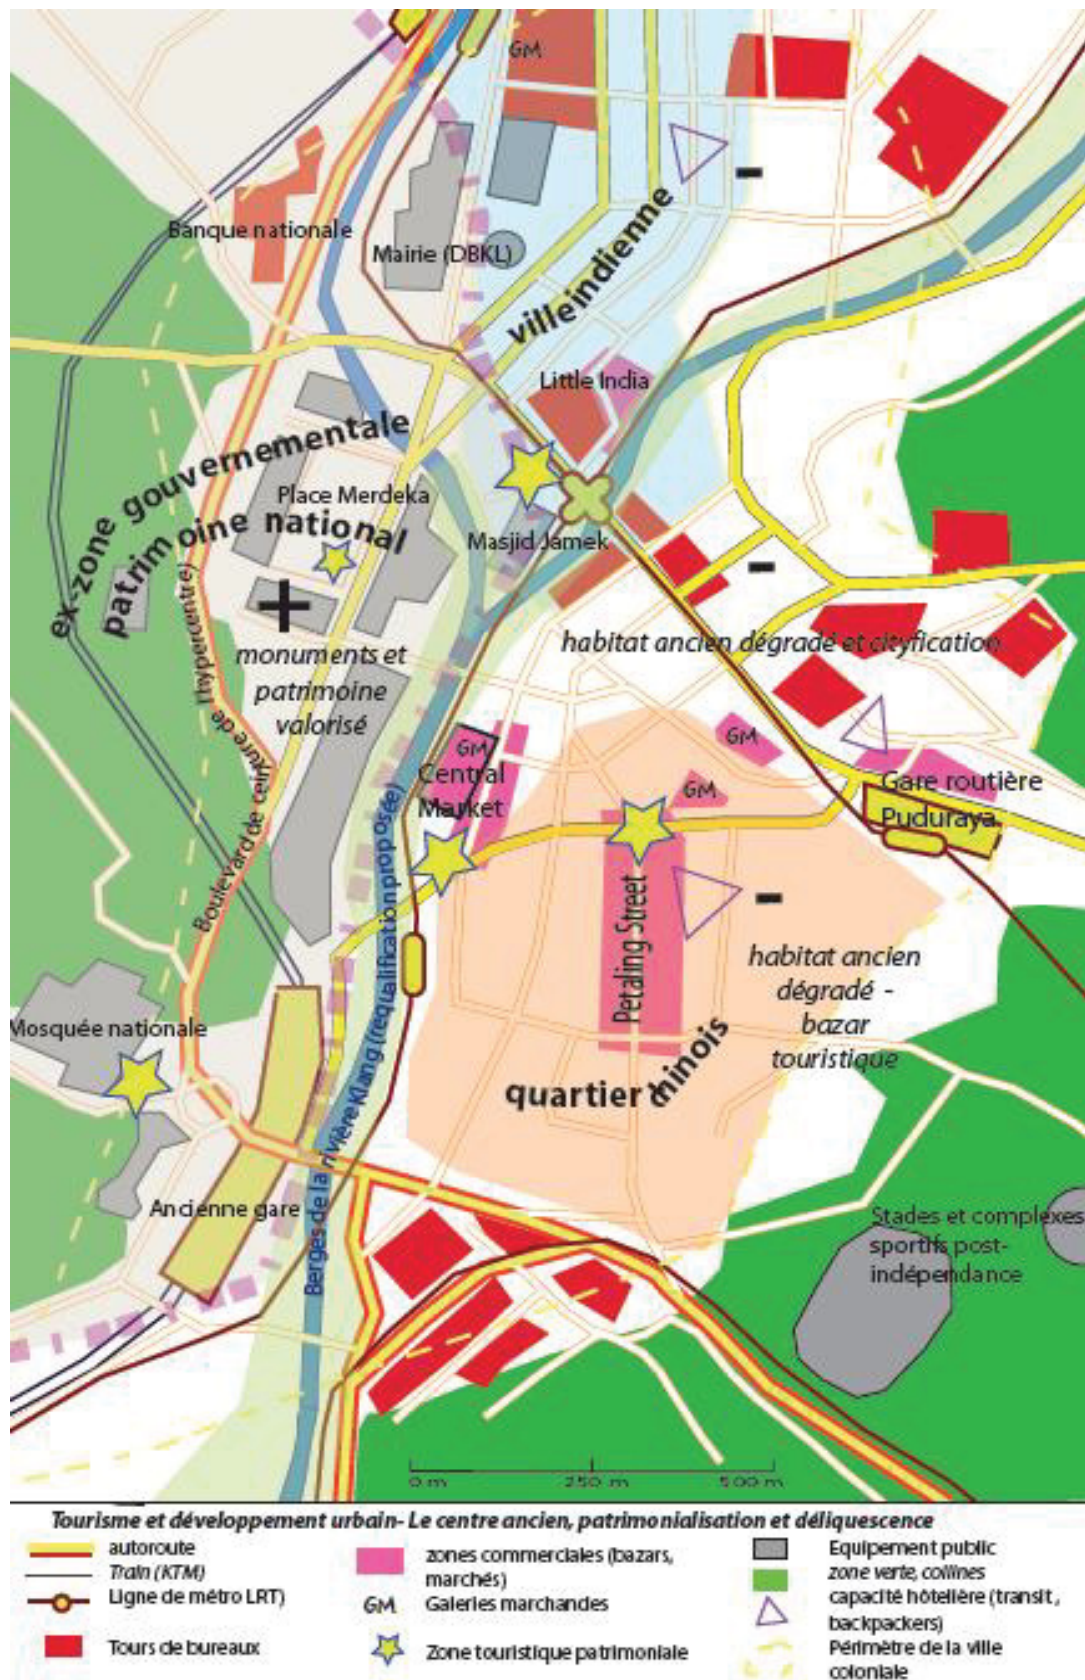 GM
Banque nationale
Mairie (DBKL)
ville indienne
Little India
ex-zone gouvernementale
patrimoine national
Place Merdeka
Masjid Jamek
habitat ancien dégradé et cityfication
monuments et
patrimoine
valorisé
Boulevard de ceinture de l'hypercentre)
GM
Central
Market
GM
GM
Gare routière
Puduraya
Petaling Street
habitat ancien
dégradé -
bazar
touristique
quartier chinois
Mosquée nationale
Berges de la rivière Klang (requalification proposée)
Ancienne gare
Stades et complexes
sportifs post-
indépendance
0 m 250 m 500 m
Tourisme et développement urbain- Le centre ancien, patrimonialisation et déliquescence
autoroute
Train (KTM)
Ligne de métro LRT)
Tours de bureaux
zones commerciales (bazars,
marchés)
GM Galeries marchandes
Zone touristique patrimoniale
Equipement public
zone verte, collines
capacité hôtelière (transit,
backpackers)
Périmètre de la ville
coloniale